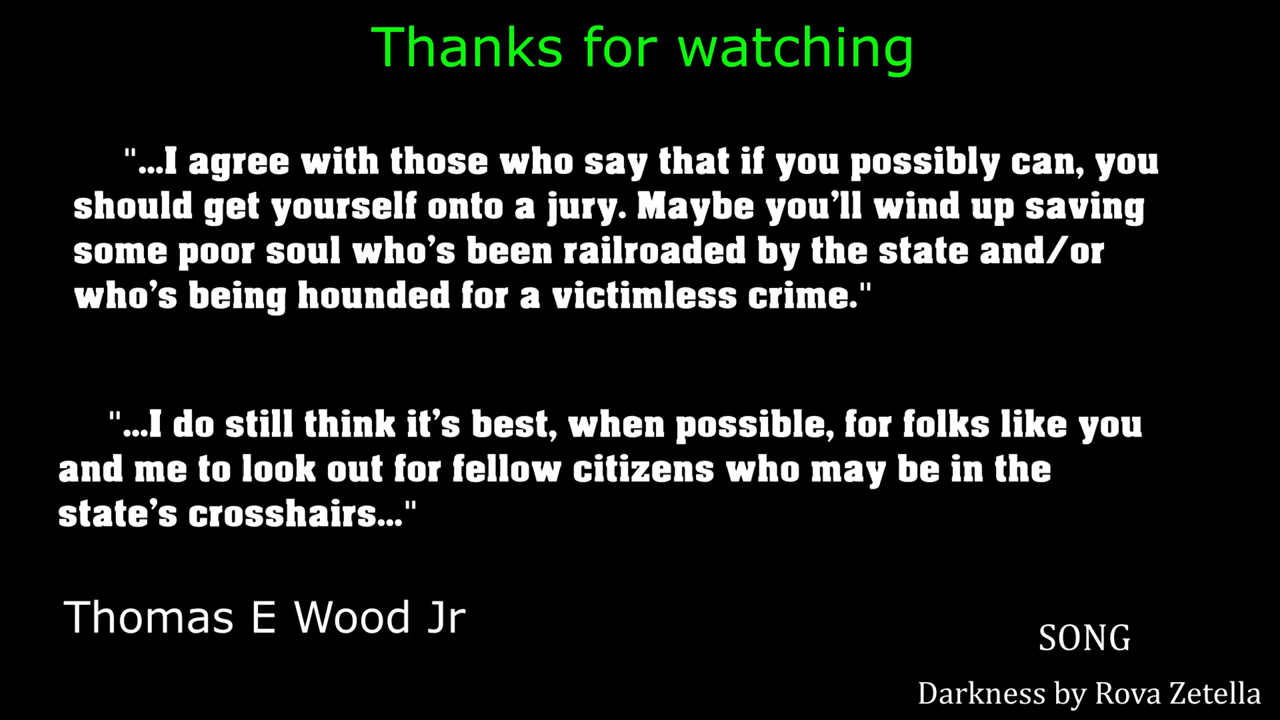 Thanks for watching
"...I agree with those who say that if you possibly can, you
should get yourself onto a jury. Maybe you’ll wind up saving
some poor soul who’s been railroaded by the state and/or
who’s being hounded for a victimless crime."
"...I do still think it’s best, when possible, for folks like you
and me to look out for fellow citizens who may be in the
state’s crosshairs..."
Thomas E Wood Jr
SONG
Darkness by Rova Zetella